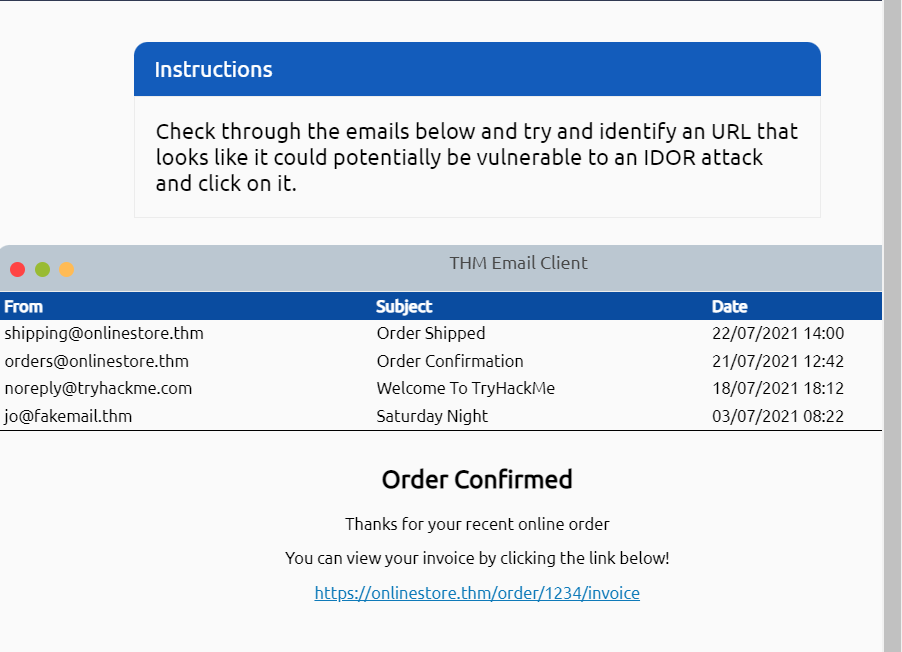 Instructions
Check through the emails below and try and identify an URL that
looks like it could potentially be vulnerable to an IDOR attack
and click on it.
THM Email Client
From Subject Date
shipping@onlinestore.thm Order Shipped 22/07/2021 14:00
orders@onlinestore.thm Order Confirmation 21/07/2021 12:42
noreply@tryhackme.com Welcome To TryHackMe 18/07/2021 18:12
jo@fakemail.thm Saturday Night 03/07/2021 08:22
Order Confirmed
Thanks for your recent online order
You can view your invoice by clicking the link below!
https://onlinestore.thm/order/1234/invoice